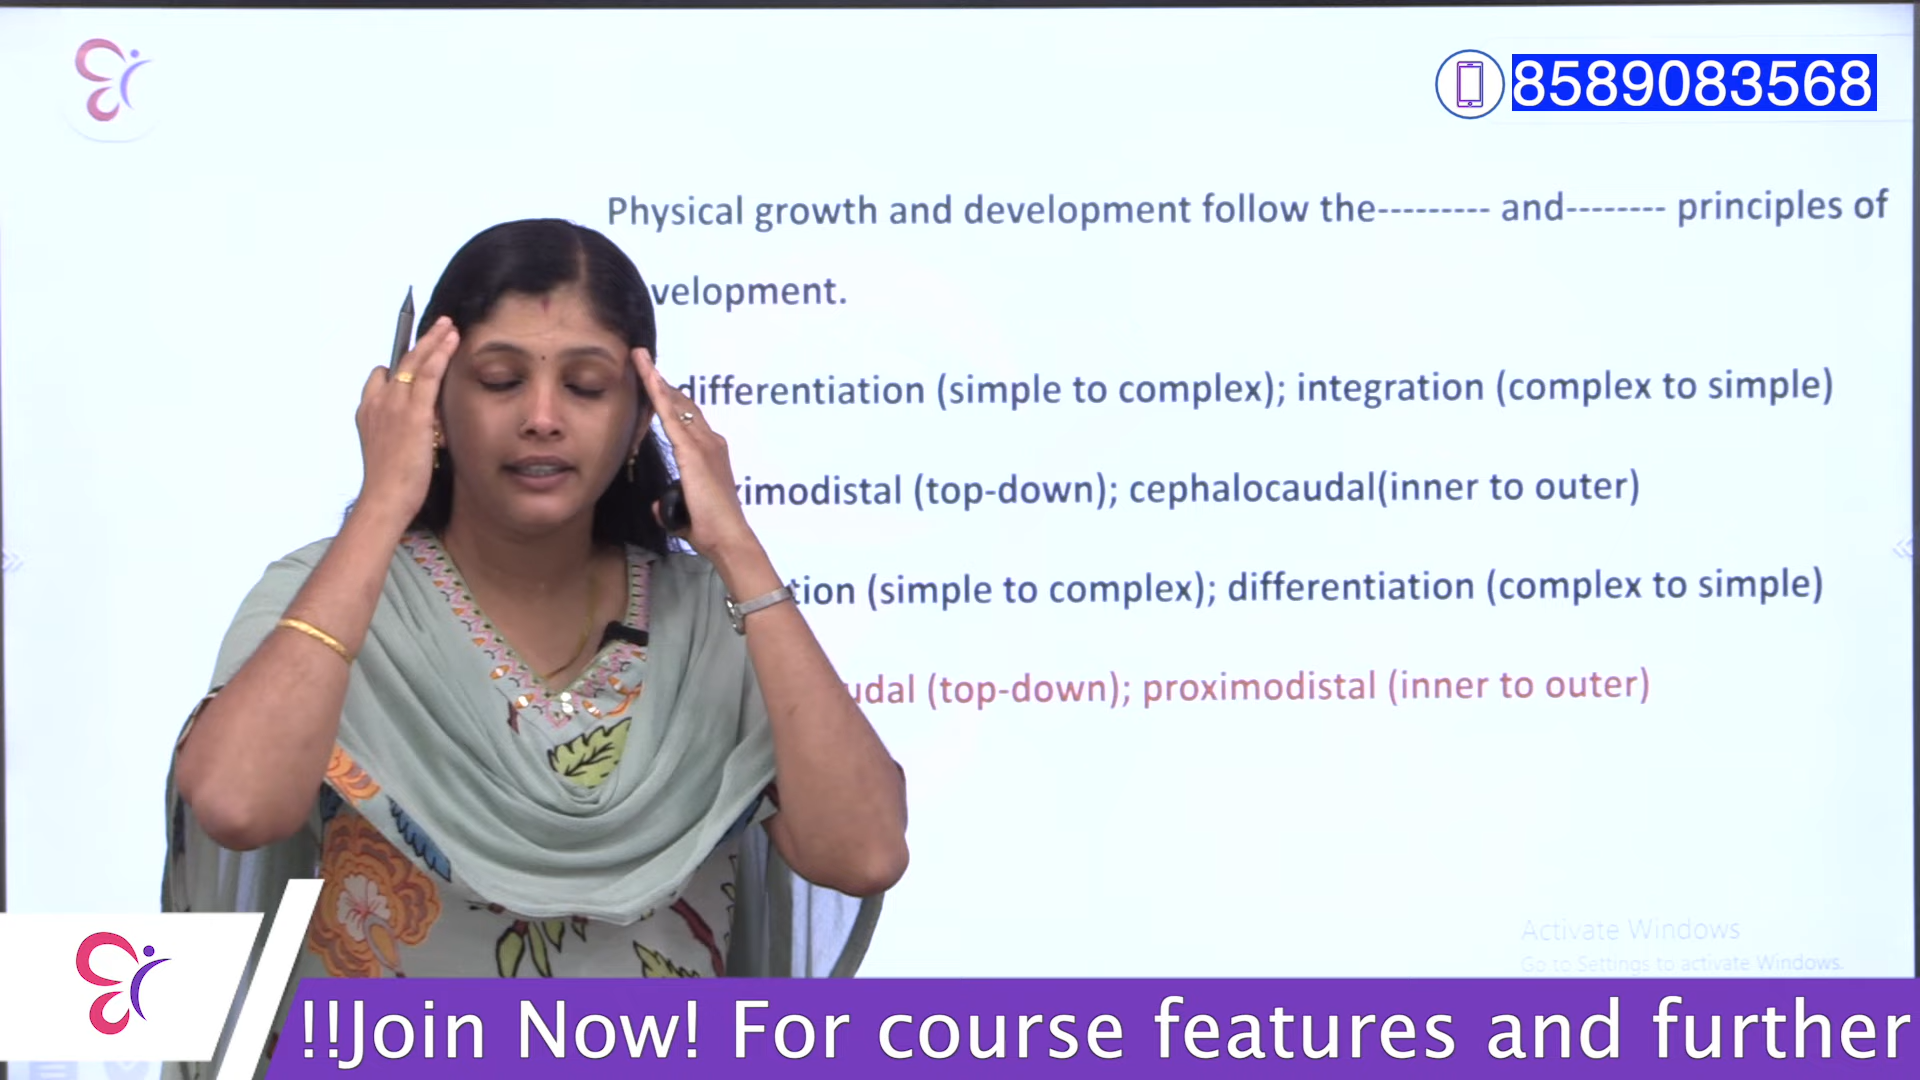 8589083568
Physical growth and development follow the--------- and-------- principles of
velopment.
differentiation (simple to complex); integration (complex to simple)
ximodistal (top-down); cephalocaudal(inner to outer)
tion (simple to complex); differentiation (complex to simple)
udal (top-down); proximodistal (inner to outer)
Activate Windows
Go to Settings to activate Windows.
!!Join Now! For course features and further